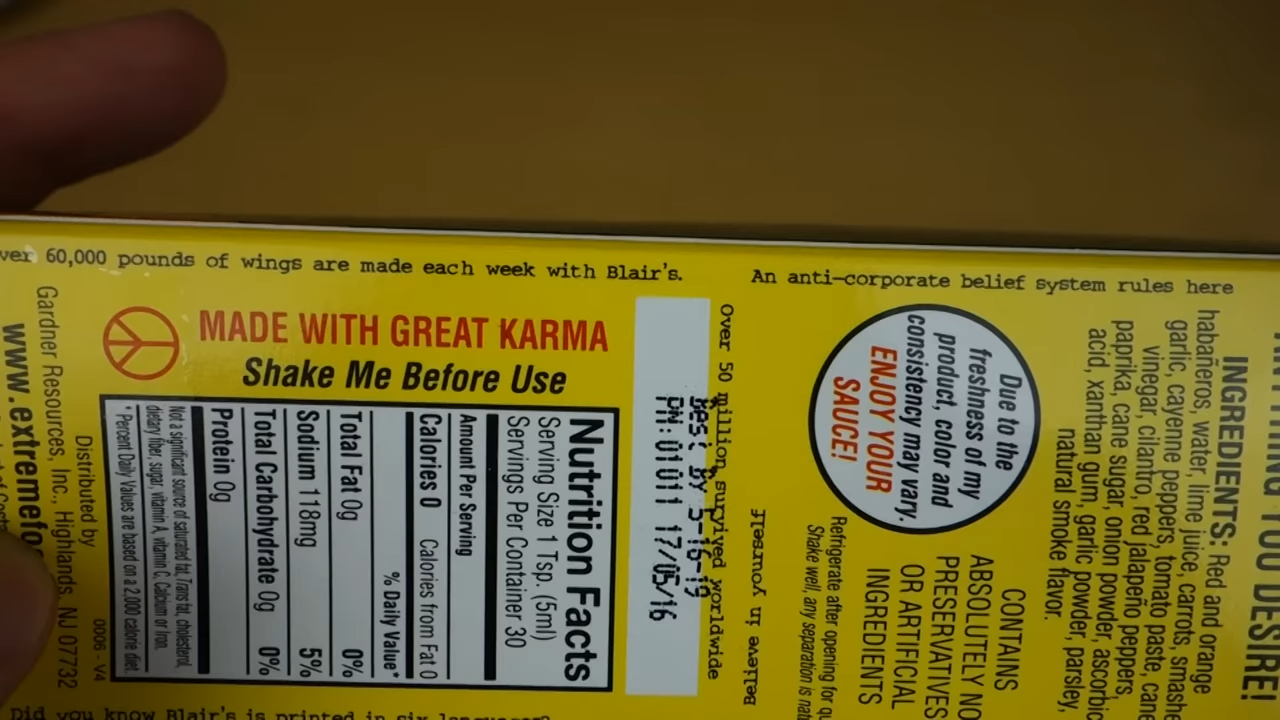 ver 60,000 pounds of wings are made each week with Blair's.
An anti-corporate belief system rules here
MADE WITH GREAT KARMA
Shake Me Before Use
Nutrition Facts
Serving Size 1 Tsp. (5ml)
Servings Per Container 30
Amount Per Serving
Calories 0 Calories from Fat 0
% Daily Value*
Total Fat 0g 0%
Sodium 118mg 5%
Total Carbohydrate 0g 0%
Protein 0g
Not a significant source of saturated fat, Trans fat, cholesterol,
dietary fiber, sugar, vitamin A, vitamin C, Calcium or Iron.
* Percent Daily Values are based on a 2,000 calorie diet.
0006 - V4
Distributed by
Gardner Resources, Inc., Highlands, NJ 07732
www.extremefo
Over 50 million survived worldwide
Best By 5-16-19
PN: 01011 17/05/16
Believe in yourself
Due to the
freshness of my
product, color and
consistency may vary.
ENJOY YOUR
SAUCE!
YOU DESIRE!
INGREDIENTS: Red and orange
habañeros, water, lime juice, carrots, smashe
garlic, cayenne peppers, tomato paste, cane
vinegar, cilantro, red jalapeño peppers,
paprika, cane sugar, onion powder, ascorbic
acid, xanthan gum, garlic powder, parsley,
natural smoke flavor.
CONTAINS
ABSOLUTELY NO
PRESERVATIVES
OR ARTIFICIAL
INGREDIENTS
Refrigerate after opening for qu
Shake well, any separation is nat
Did you know Blair's is printed in six languages?